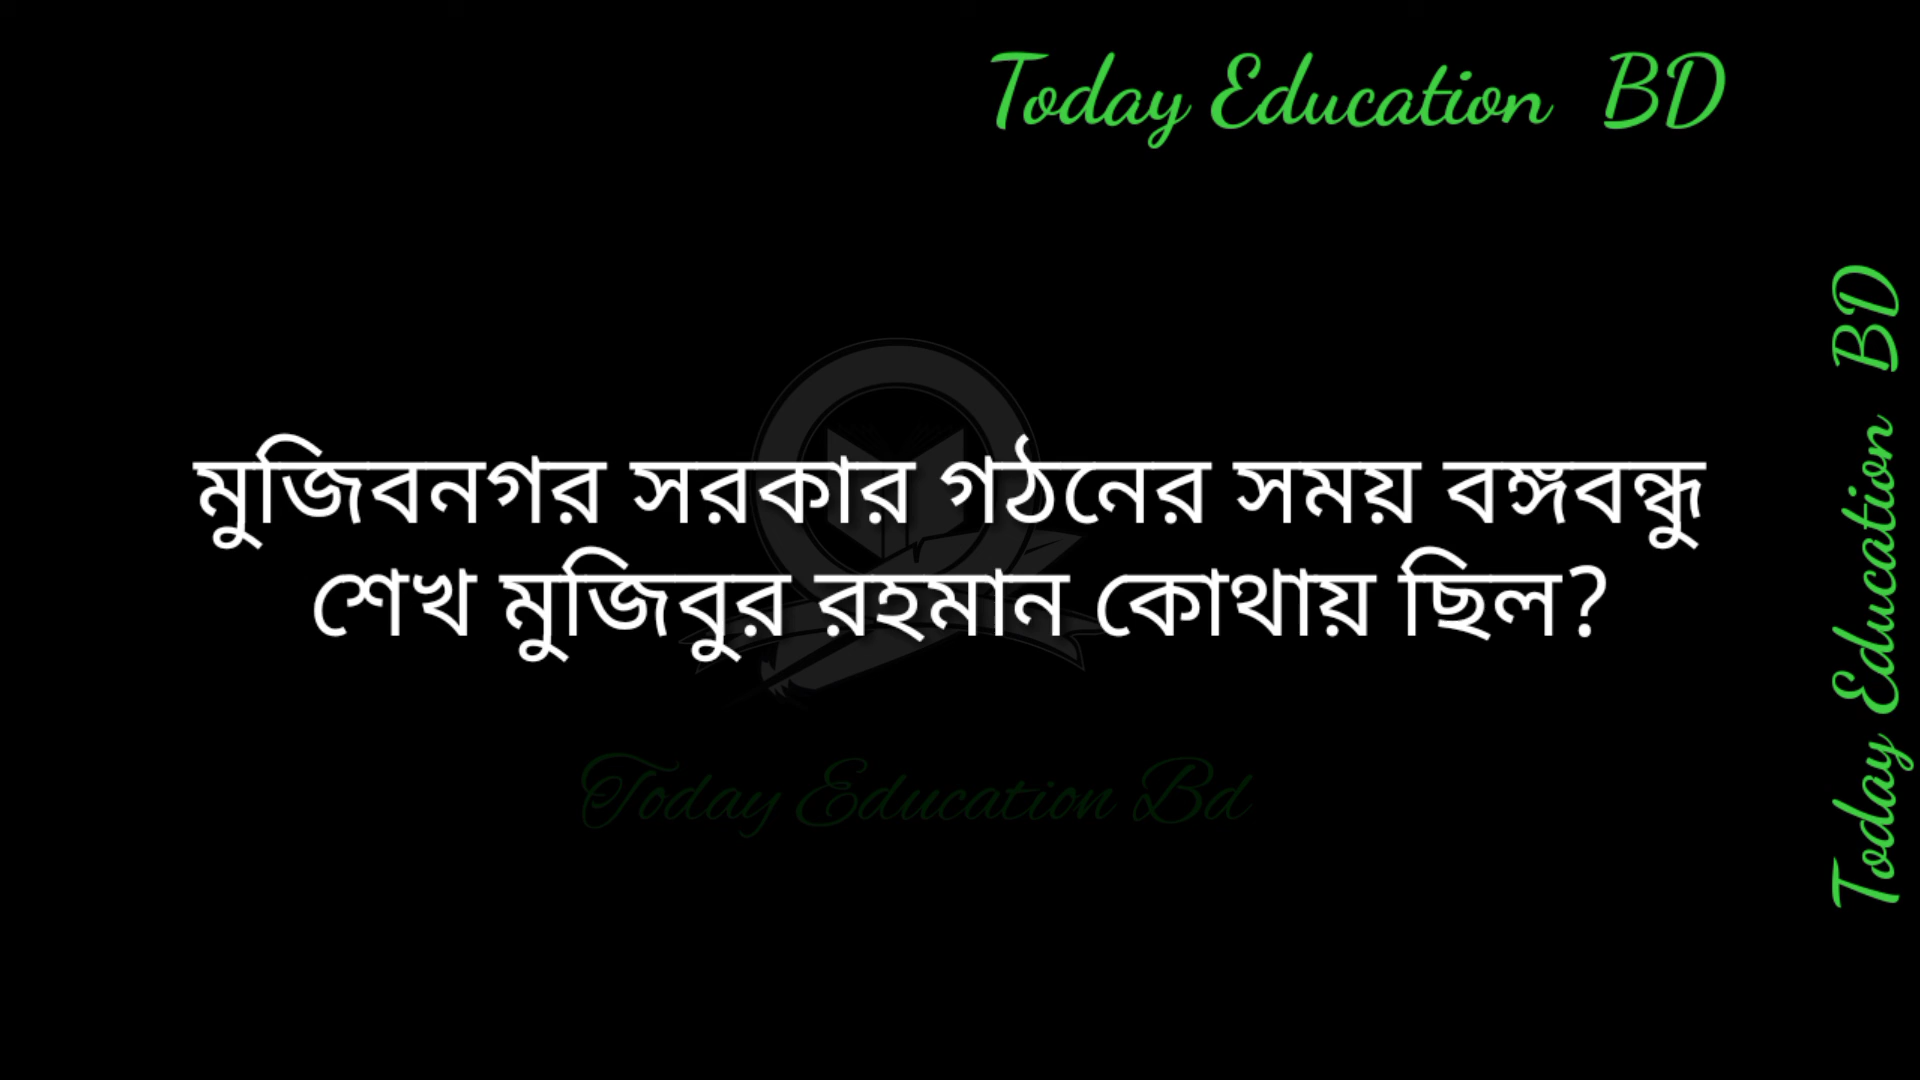 Today Education BD
মুজিবনগর সরকার গঠনের সময় বঙ্গবন্ধু
শেখ মুজিবুর রহমান কোথায় ছিল?
Today Education Bd
Today Education BD